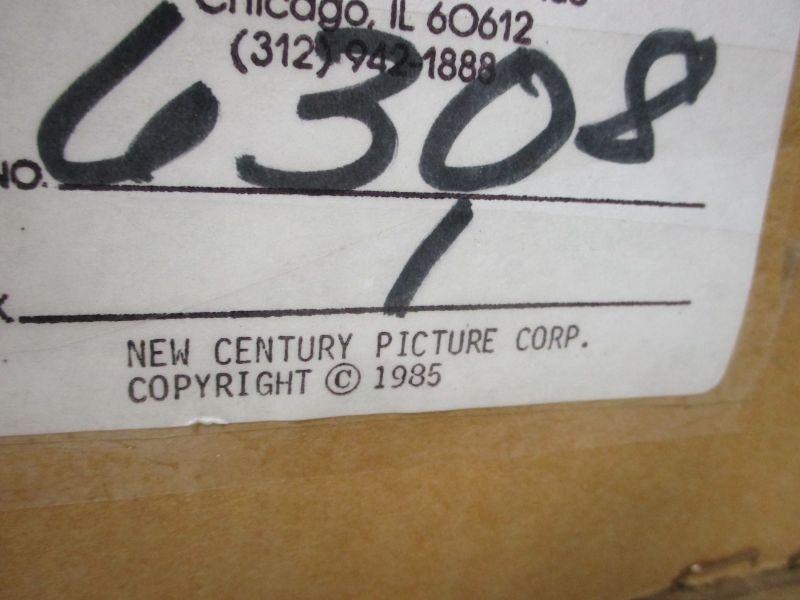 Chicago, IL 60612
(312) 942-1888
NO. 6308
1
NEW CENTURY PICTURE CORP.
COPYRIGHT © 1985